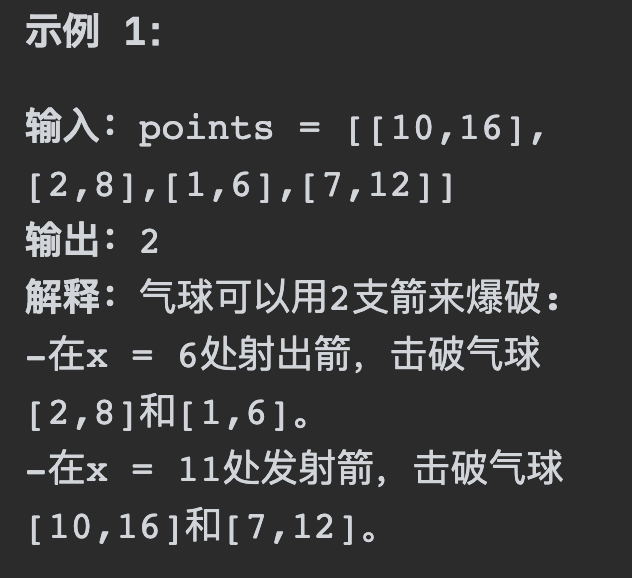 示例 1:
输入：points = [[10,16],
[2,8],[1,6],[7,12]]
输出：2
解释：气球可以用2支箭来爆破:
-在x = 6处射出箭，击破气球
[2,8]和[1,6]。
-在x = 11处发射箭，击破气球
[10,16]和[7,12]。